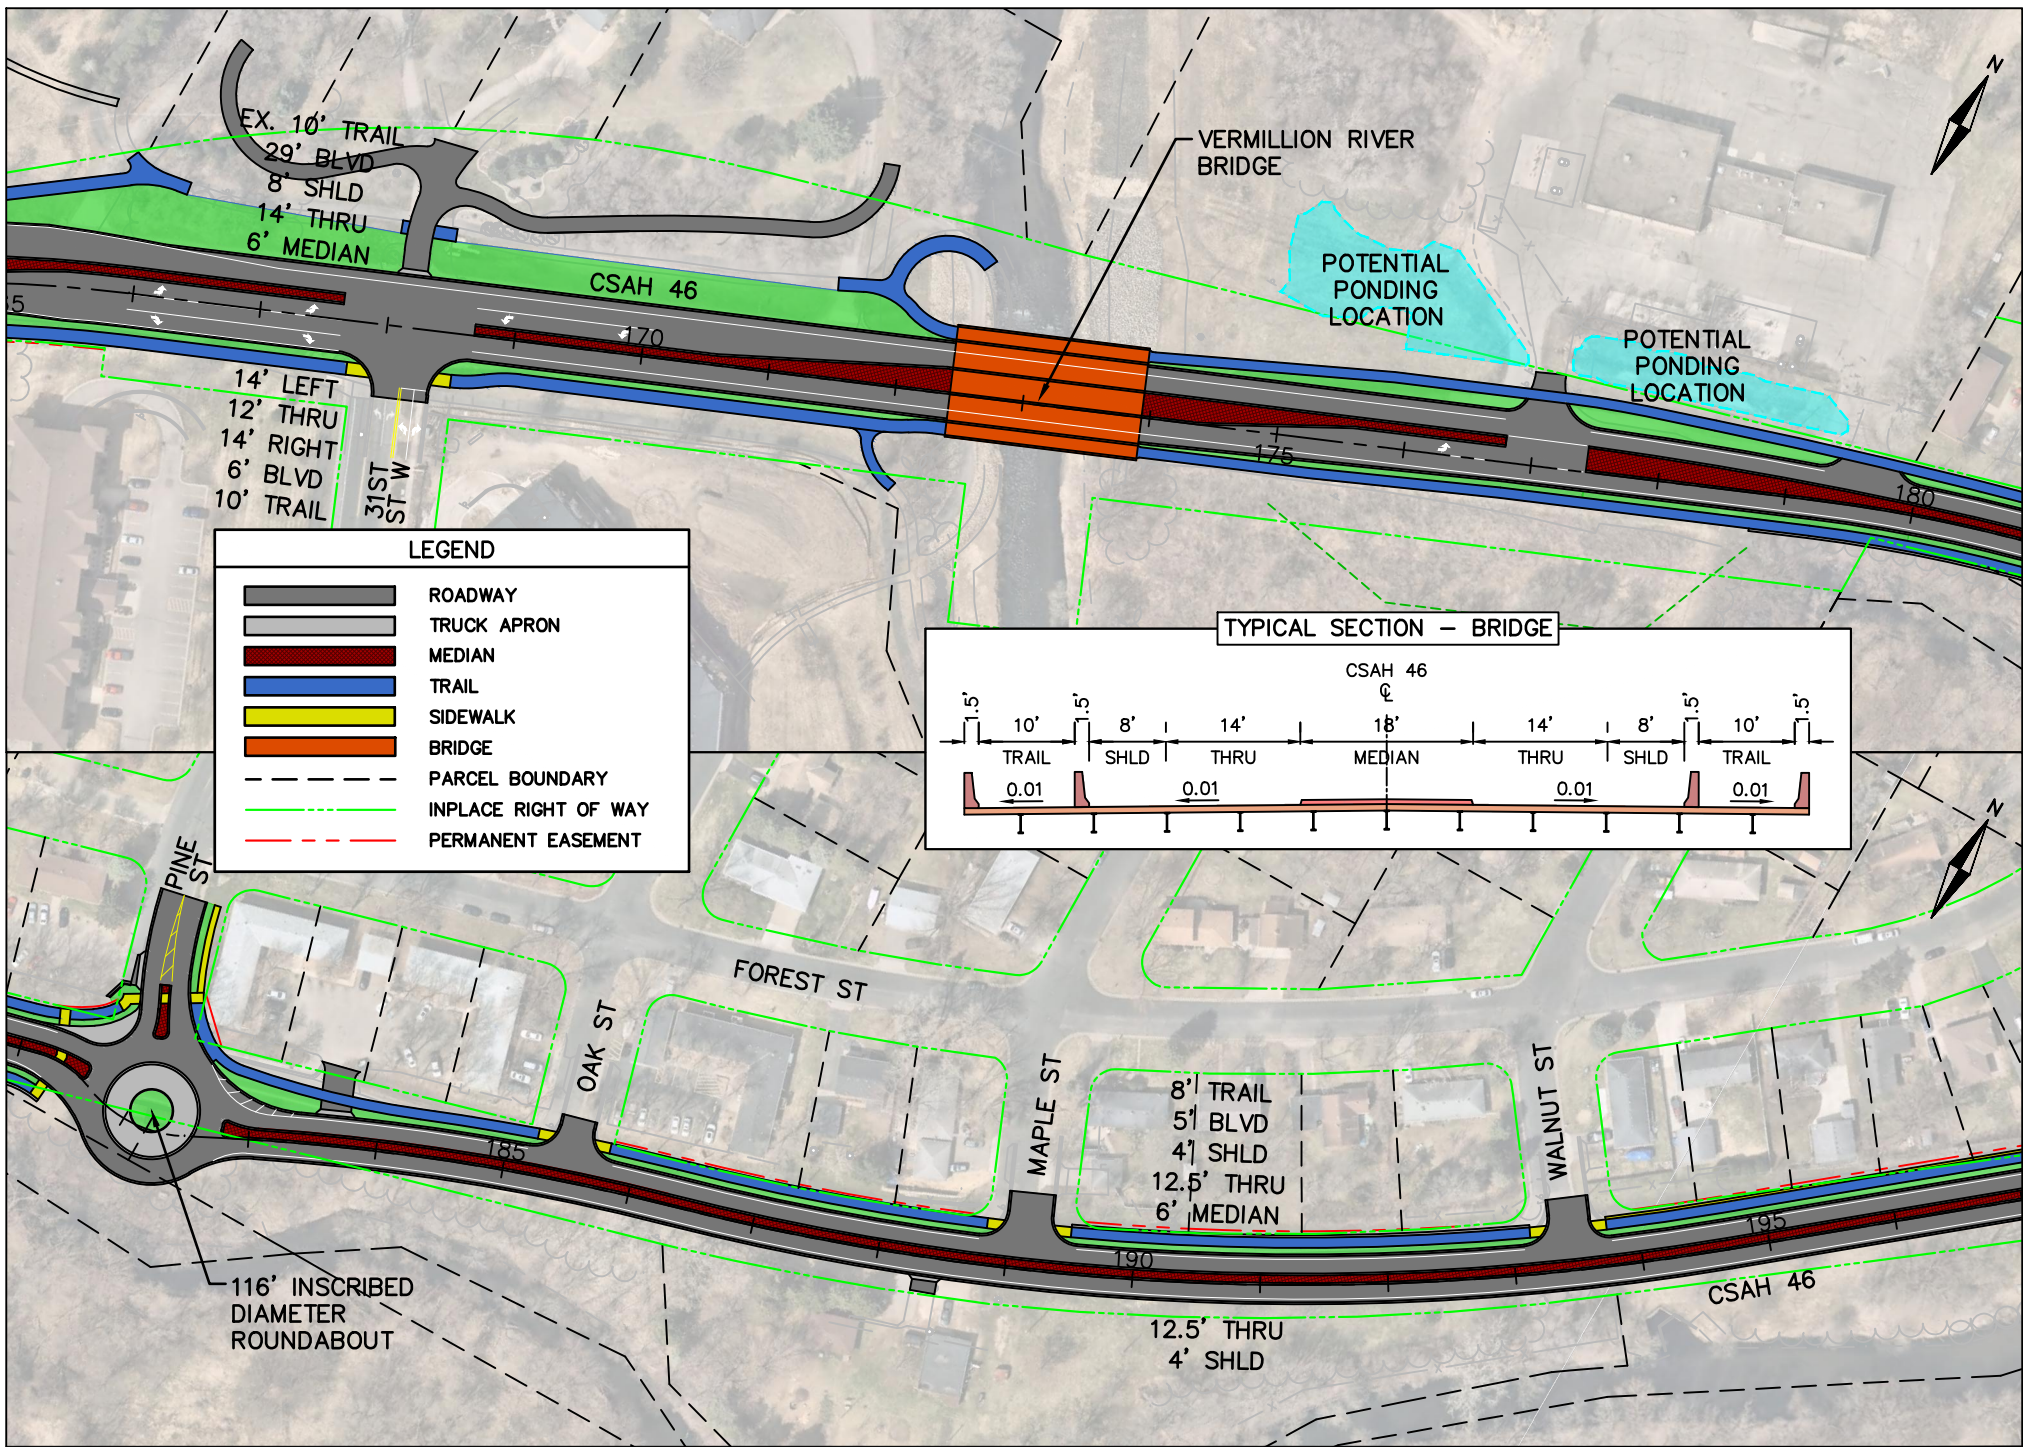 N
EX. 10' TRAIL
29' BLVD
8' SHLD
14' THRU
6' MEDIAN
VERMILLION RIVER
BRIDGE
POTENTIAL
PONDING
LOCATION
POTENTIAL
PONDING
LOCATION
CSAH 46
170
175
180
14' LEFT
12' THRU
14' RIGHT
6' BLVD
10' TRAIL
31ST
ST W
LEGEND
ROADWAY
TRUCK APRON
MEDIAN
TRAIL
SIDEWALK
BRIDGE
PARCEL BOUNDARY
INPLACE RIGHT OF WAY
PERMANENT EASEMENT
TYPICAL SECTION – BRIDGE
CSAH 46
℄
1.5' 10' 1.5' 8' 14' 18' 14' 8' 1.5' 10' 1.5'
TRAIL SHLD THRU MEDIAN THRU SHLD TRAIL
0.01 0.01 0.01 0.01
N
PINE
ST
FOREST ST
OAK ST
MAPLE ST
WALNUT ST
8' TRAIL
5' BLVD
4' SHLD
12.5' THRU
6' MEDIAN
185
190
195
CSAH 46
116' INSCRIBED
DIAMETER
ROUNDABOUT
12.5' THRU
4' SHLD